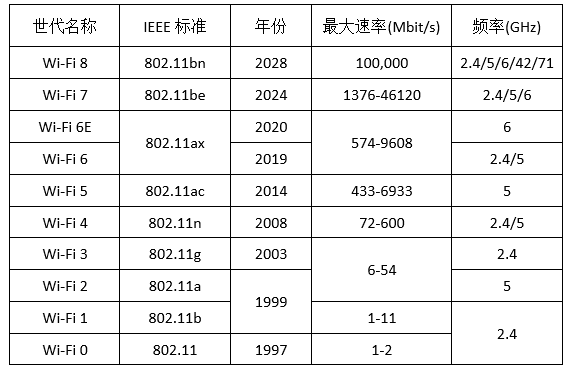 世代名称 IEEE 标准 年份 最大速率(Mbit/s) 频率(GHz)
Wi-Fi 8 802.11bn 2028 100,000 2.4/5/6/42/71
Wi-Fi 7 802.11be 2024 1376-46120 2.4/5/6
Wi-Fi 6E 802.11ax 2020 574-9608 6
Wi-Fi 6 2019 2.4/5
Wi-Fi 5 802.11ac 2014 433-6933 5
Wi-Fi 4 802.11n 2008 72-600 2.4/5
Wi-Fi 3 802.11g 2003 6-54 2.4
Wi-Fi 2 802.11a 1999 5
Wi-Fi 1 802.11b 1-11 2.4
Wi-Fi 0 802.11 1997 1-2